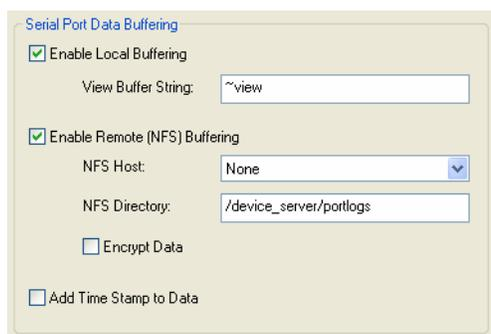 Serial Port Data Buffering
Enable Local Buffering
View Buffer String: ~view
Enable Remote (NFS) Buffering
NFS Host: None
NFS Directory: /device_server/portlogs
Encrypt Data
Add Time Stamp to Data